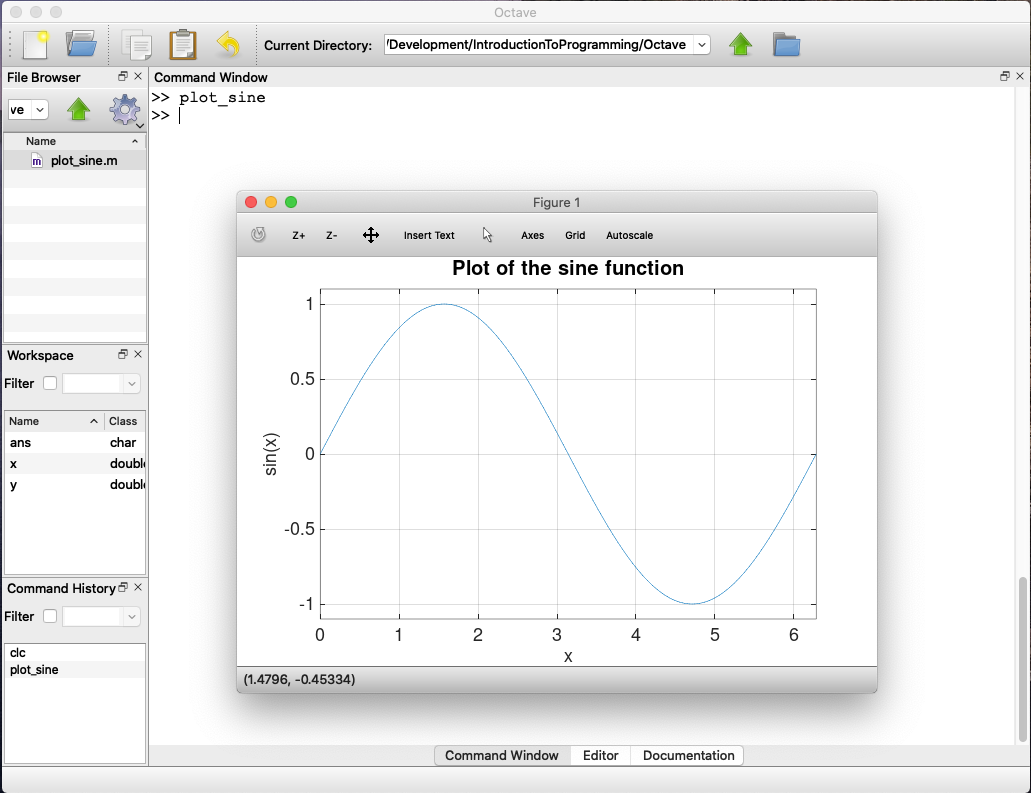 Octave
Current Directory: '/Development/IntroductionToProgramming/Octave
File Browser
ve
Name
plot_sine.m
Workspace
Filter
Name Class
ans char
x double
y double
Command History
Filter
clc
plot_sine
Command Window
>> plot_sine
>>
Figure 1
Z+ Z- Insert Text Axes Grid Autoscale
Plot of the sine function
1
0.5
0
-0.5
-1
sin(x)
0 1 2 3 4 5 6
x
(1.4796, -0.45334)
Command Window Editor Documentation